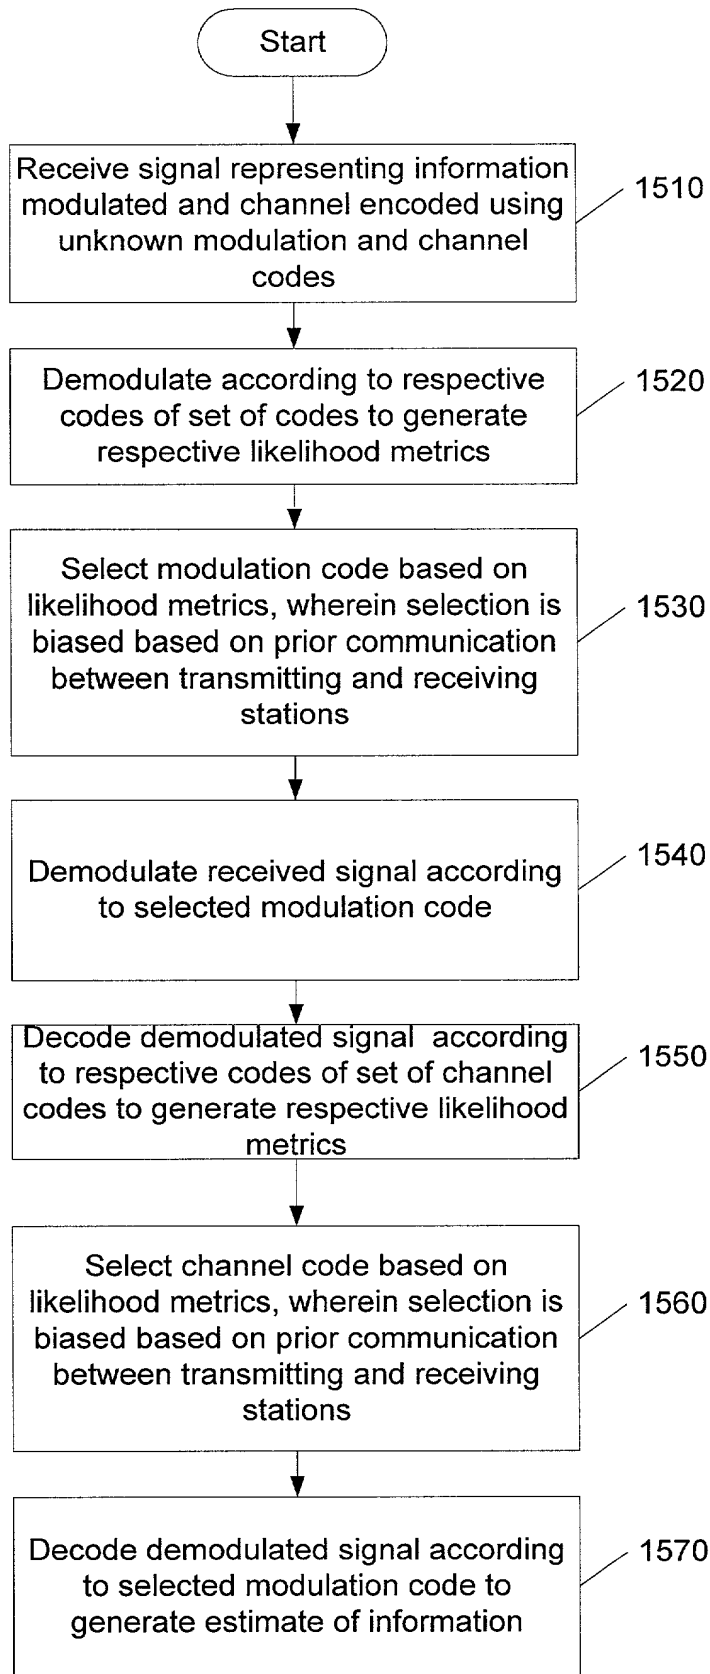 Start
Receive signal representing information
modulated and channel encoded using
unknown modulation and channel
codes
1510
Demodulate according to respective
codes of set of codes to generate
respective likelihood metrics
1520
Select modulation code based on
likelihood metrics, wherein selection is
biased based on prior communication
between transmitting and receiving
stations
1530
Demodulate received signal according
to selected modulation code
1540
Decode demodulated signal according
to respective codes of set of channel
codes to generate respective likelihood
metrics
1550
Select channel code based on
likelihood metrics, wherein selection is
biased based on prior communication
between transmitting and receiving
stations
1560
Decode demodulated signal according
to selected modulation code to
generate estimate of information
1570